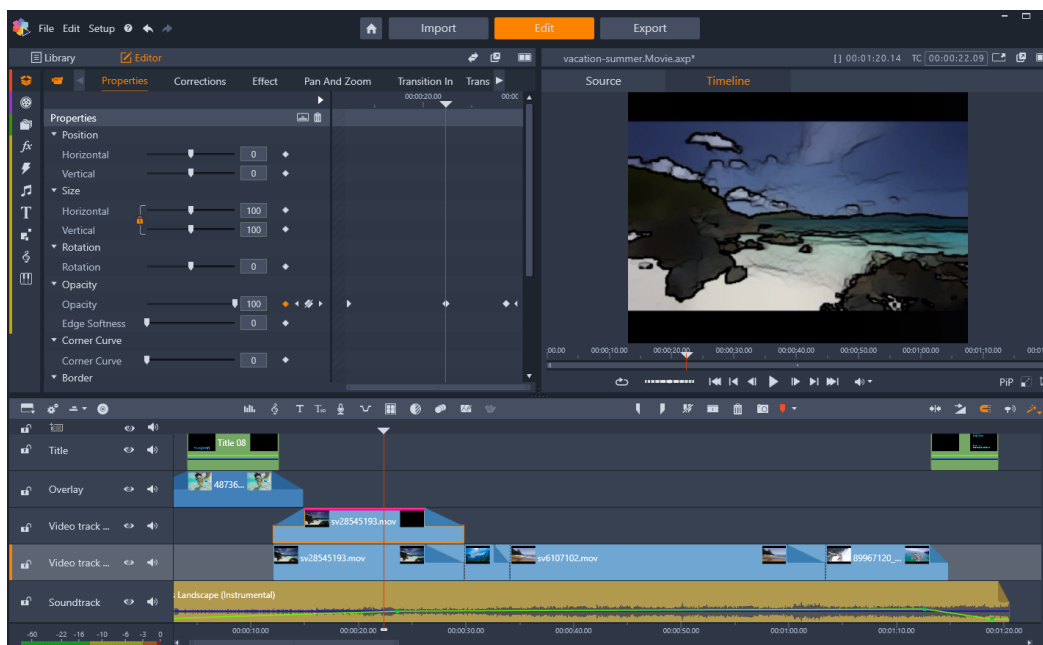 File Edit Setup
Import Edit Export
Library Editor
vacation-summer.Movie.axp*
[] 00:01:20.14 TC 00:00:22.09
Properties Corrections Effect Pan And Zoom Transition In Trans
Source Timeline
00:00:20.00
Properties
Position
Horizontal 0
Vertical 0
Size
Horizontal 100
Vertical 100
Rotation
Rotation 0
Opacity
Opacity 100
Edge Softness 0
Corner Curve
Corner Curve 0
Border
:00.00 00:00:10.00 00:00:20.00 00:00:30.00 00:00:40.00 00:00:50.00 00:01:00.00 00:01:10.00
PiP
Title
Title 08
Overlay
48736...
Video track ...
sv28545193.mov
Video track ...
sv28545193.mov sv6107102.mov 89967120_...
Soundtrack
Landscape (Instrumental)
-60 -22 -16 -10 -6 -3 0
00:00:10.00 00:00:20.00 00:00:30.00 00:00:40.00 00:00:50.00 00:01:00.00 00:01:10.00 00:01:20.00